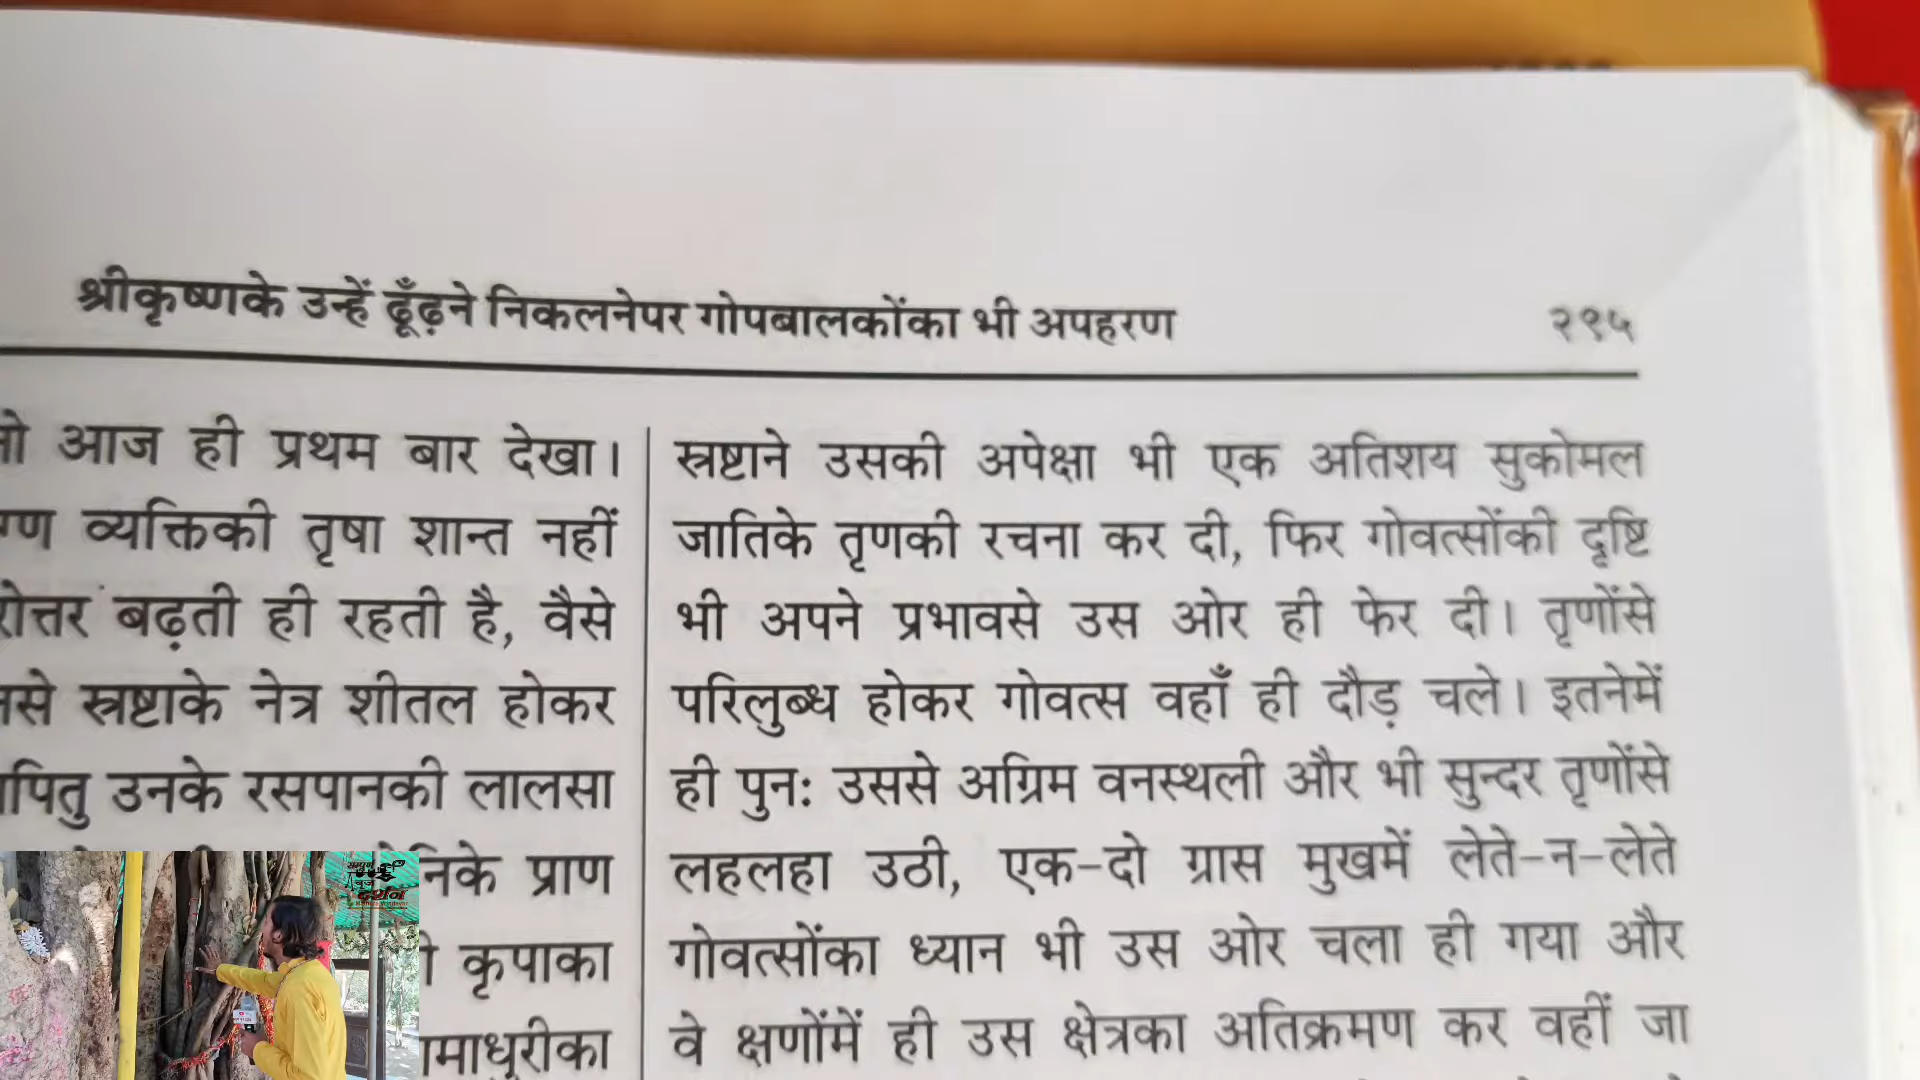 श्रीकृष्णके उन्हें ढूँढ़ने निकलनेपर गोपबालकोंका भी अपहरण २९५
आज ही प्रथम बार देखा।
व्यक्तिकी तृषा शान्त नहीं
बढ़ती ही रहती है, वैसे
स्रष्टाके नेत्र शीतल होकर
उनके रसपानकी लालसा
प्राण
कृपाका
स्रष्टाने उसकी अपेक्षा भी एक अतिशय सुकोमल
जातिके तृणकी रचना कर दी, फिर गोवत्सोंकी दृष्टि
भी अपने प्रभावसे उस ओर ही फेर दी। तृणोंसे
परिलुब्ध होकर गोवत्स वहाँ ही दौड़ चले। इतनेमें
ही पुनः उससे अग्रिम वनस्थली और भी सुन्दर तृणोंसे
लहलहा उठी, एक-दो ग्रास मुखमें लेते-न-लेते
गोवत्सोंका ध्यान भी उस ओर चला ही गया और
वे क्षणोंमें ही उस क्षेत्रका अतिक्रमण कर वहीं जा
दर्शन